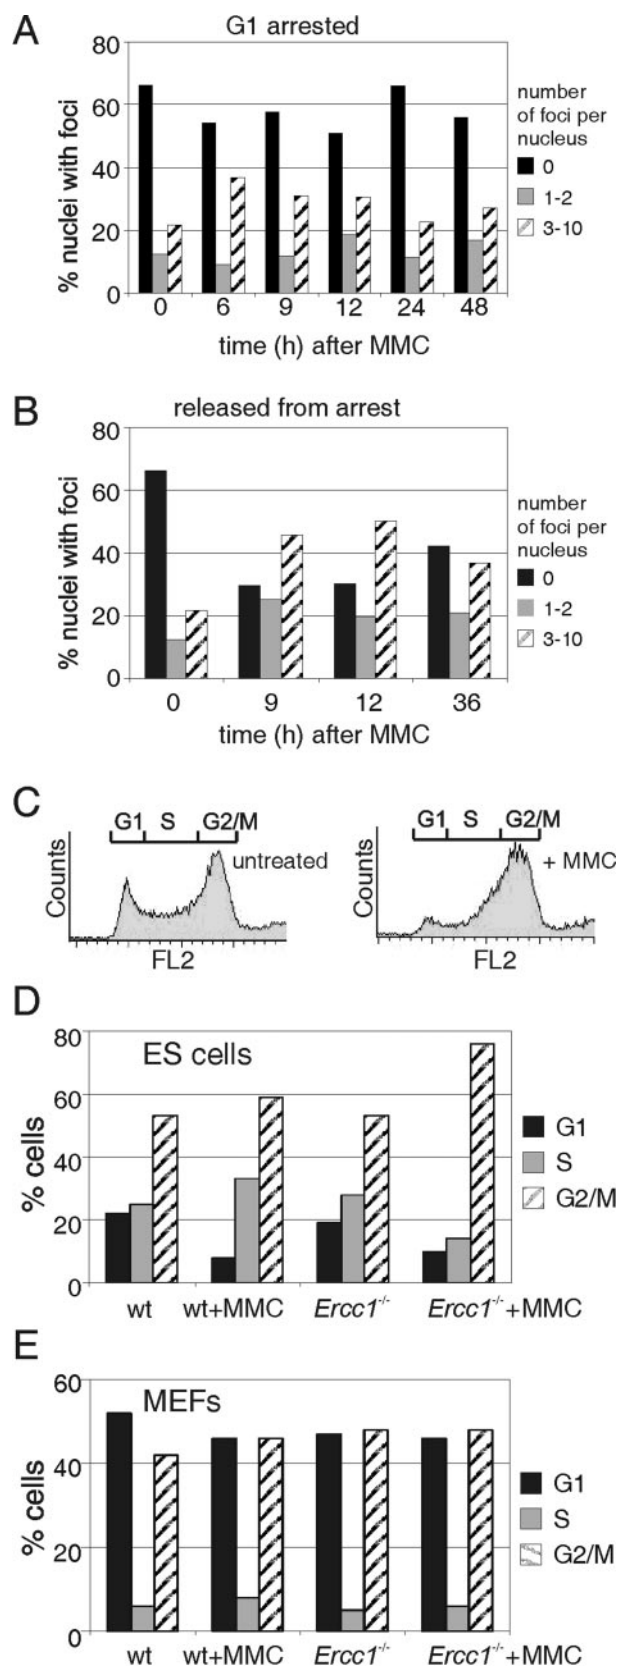 A
G1 arrested
% nuclei with foci
80
60
40
20
0
0 6 9 12 24 48
time (h) after MMC
number
of foci per
nucleus
0
1-2
3-10
B
released from arrest
% nuclei with foci
80
60
40
20
0
0 9 12 36
time (h) after MMC
number
of foci per
nucleus
0
1-2
3-10
C
G1 S G2/M
untreated
Counts
FL2
G1 S G2/M
+ MMC
Counts
FL2
D
ES cells
% cells
80
60
40
20
0
wt wt+MMC Ercc1-/- Ercc1-/-+MMC
G1
S
G2/M
E
MEFs
% cells
60
40
20
0
wt wt+MMC Ercc1-/- Ercc1-/-+MMC
G1
S
G2/M